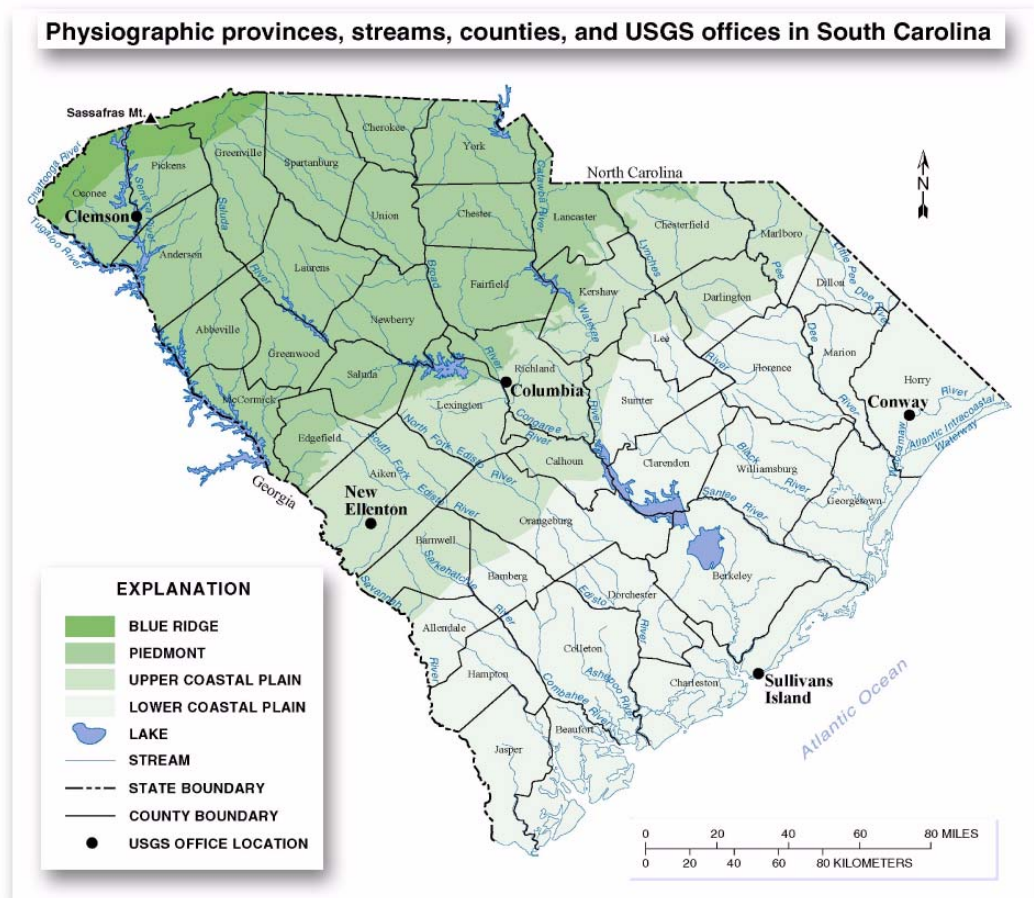 Physiographic provinces, streams, counties, and USGS offices in South Carolina
Sassafras Mt.
Chattooga River
Oconee
Pickens
Greenville
Spartanburg
Cherokee
York
North Carolina
N
Clemson
Seneca River
Tugaloo River
Anderson
Saluda
River
Laurens
Union
Chester
Broad
River
Catawba River
Lancaster
Chesterfield
Lynches
River
Marlboro
Pee
Dee
River
Little Pee
Dee River
Dillon
Fairfield
Kershaw
Wateree
River
Darlington
Abbeville
Greenwood
Newberry
Saluda
McCormick
Edgefield
Lexington
Richland
Columbia
Congaree
River
Lee
Sumter
Florence
Marion
Horry
Conway
River
Atlantic Intracoastal
Waterway
Georgia
Aiken
North Fork Edisto River
South Fork Edisto River
New
Ellenton
Calhoun
Orangeburg
Clarendon
Black
River
Williamsburg
Santee River
Georgetown
Barnwell
Savannah
River
Sarkehatchie
River
Bamberg
Edisto
River
Dorchester
Berkeley
Allendale
Hampton
Colleton
Ashepoo River
Combahee River
Charleston
Sullivans
Island
Atlantic Ocean
Beaufort
Jasper
EXPLANATION
BLUE RIDGE
PIEDMONT
UPPER COASTAL PLAIN
LOWER COASTAL PLAIN
LAKE
STREAM
STATE BOUNDARY
COUNTY BOUNDARY
USGS OFFICE LOCATION
0 20 40 60 80 MILES
0 20 40 60 80 KILOMETERS